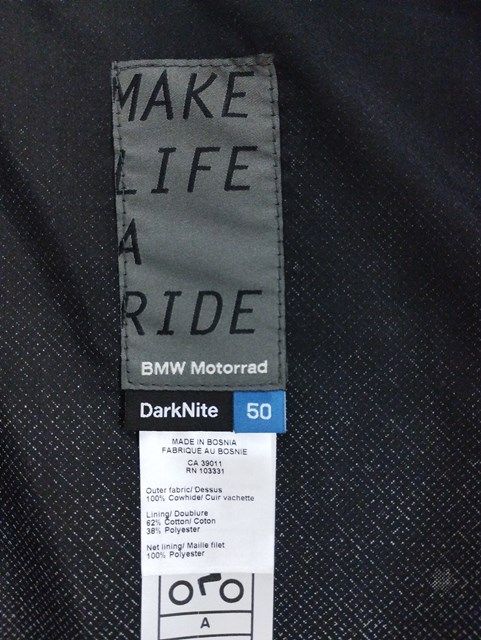 MAKE
LIFE
A
RIDE
BMW Motorrad
DarkNite 50
MADE IN BOSNIA
FABRIQUE AU BOSNIE
CA 39011
RN 103331
Outer fabric/ Dessus
100% Cowhide/ Cuir vachette
Lining/ Doublure
62% Cotton/ Coton
38% Polyester
Net lining/ Maille filet
100% Polyester
A